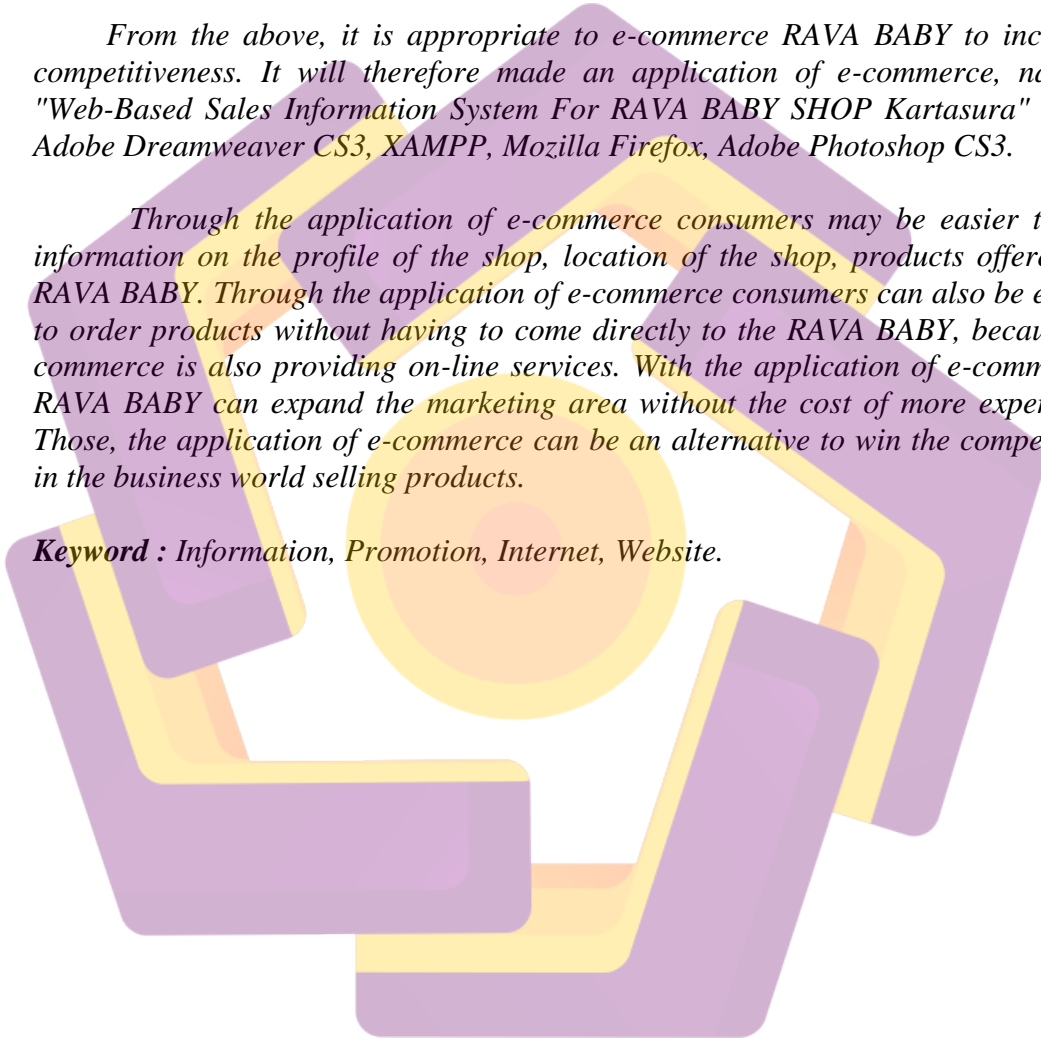 From the above, it is appropriate to e-commerce RAVA BABY to inc
competitiveness. It will therefore made an application of e-commerce, na
"Web-Based Sales Information System For RAVA BABY SHOP Kartasura"
Adobe Dreamweaver CS3, XAMPP, Mozilla Firefox, Adobe Photoshop CS3.
Through the application of e-commerce consumers may be easier t
information on the profile of the shop, location of the shop, products offer
RAVA BABY. Through the application of e-commerce consumers can also be e
to order products without having to come directly to the RAVA BABY, becau
commerce is also providing on-line services. With the application of e-comm
RAVA BABY can expand the marketing area without the cost of more exper
Those, the application of e-commerce can be an alternative to win the compe
in the business world selling products.
Keyword : Information, Promotion, Internet, Website.